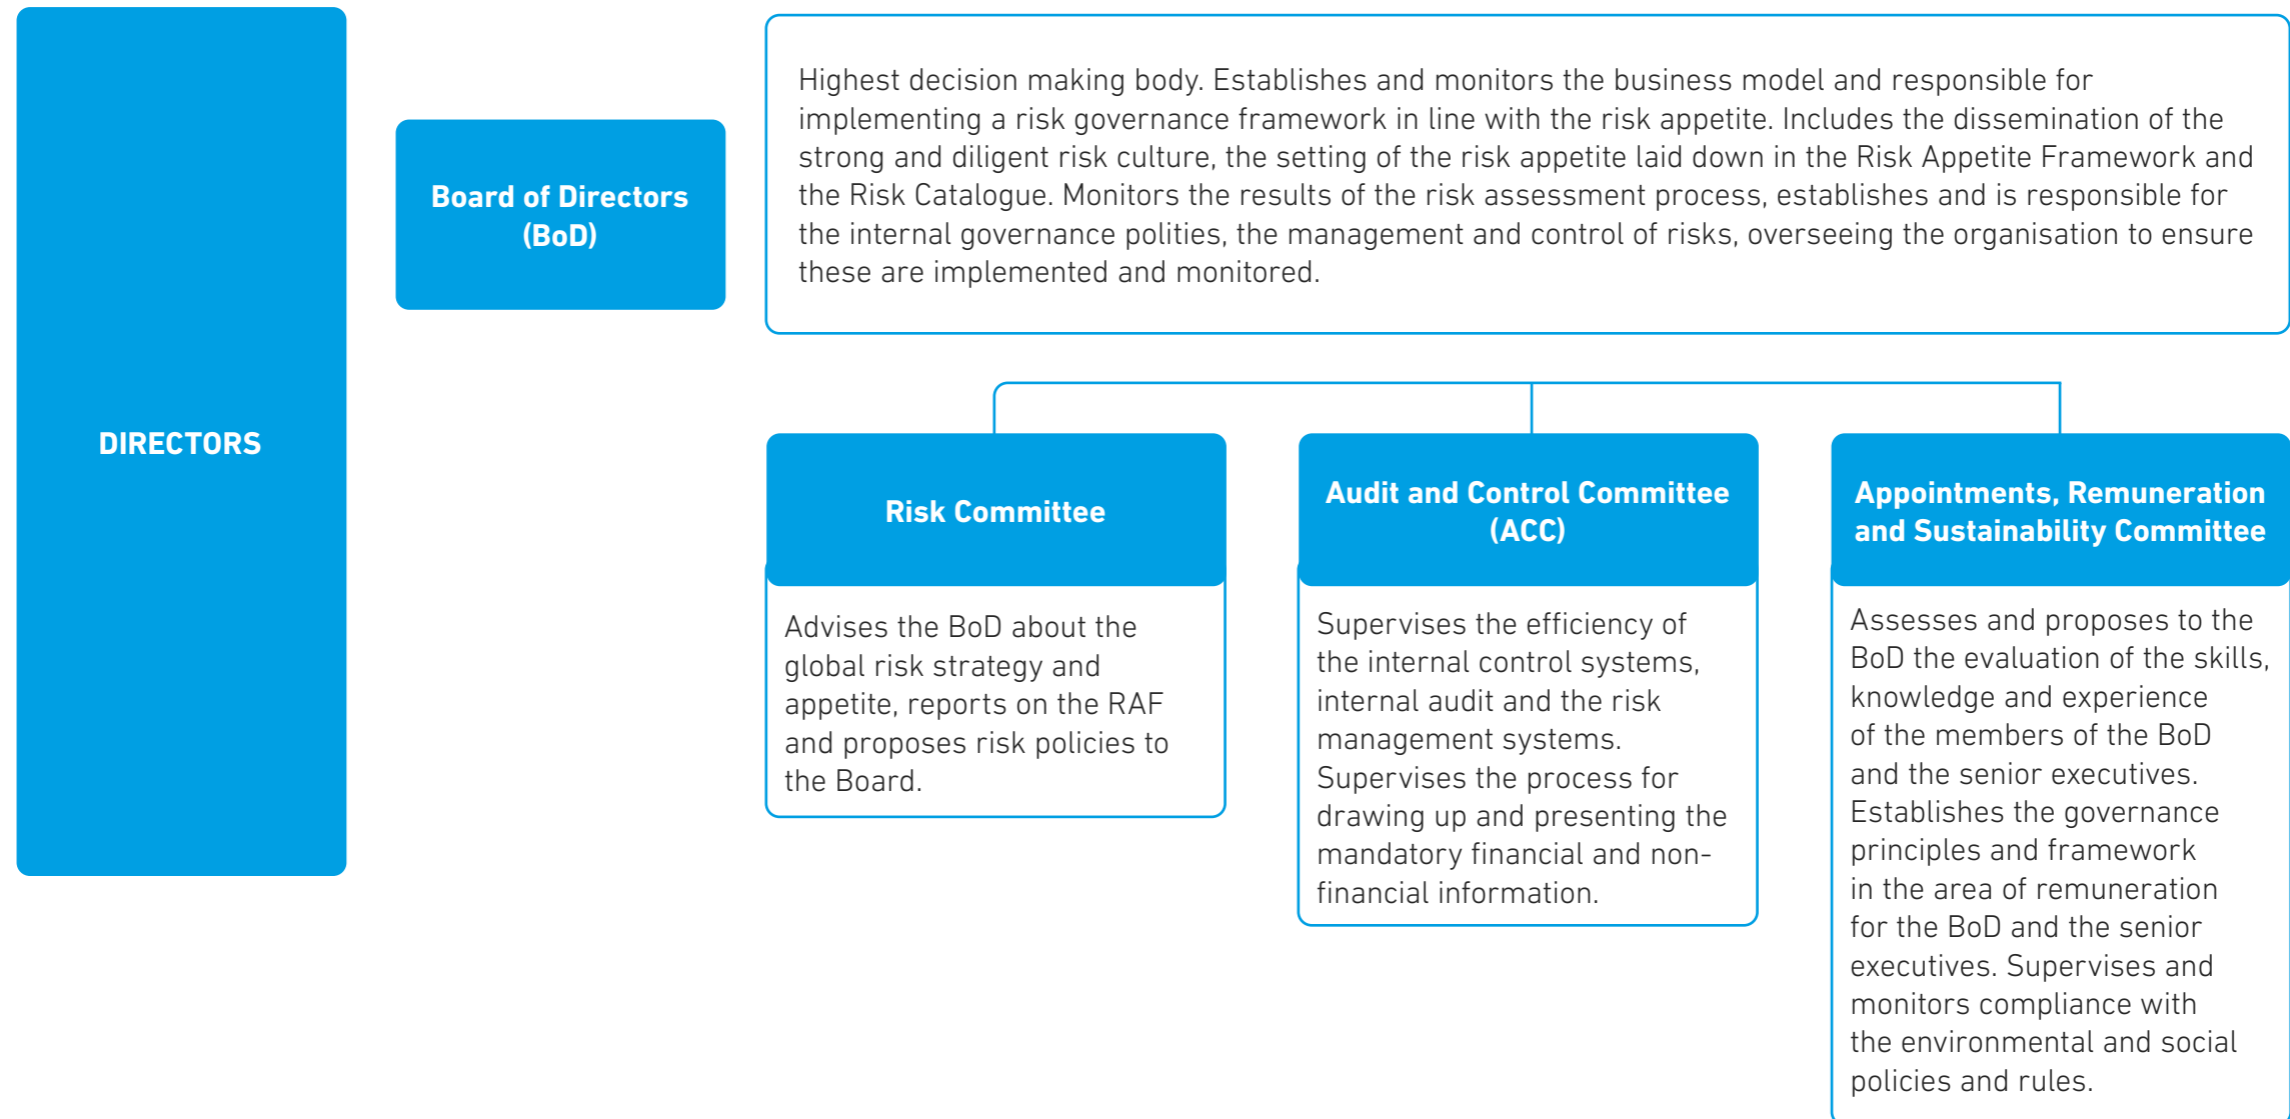 DIRECTORS
Board of Directors
(BoD)
Highest decision making body. Establishes and monitors the business model and responsible for
implementing a risk governance framework in line with the risk appetite. Includes the dissemination of the
strong and diligent risk culture, the setting of the risk appetite laid down in the Risk Appetite Framework and
the Risk Catalogue. Monitors the results of the risk assessment process, establishes and is responsible for
the internal governance polities, the management and control of risks, overseeing the organisation to ensure
these are implemented and monitored.
Risk Committee
Advises the BoD about the
global risk strategy and
appetite, reports on the RAF
and proposes risk policies to
the Board.
Audit and Control Committee
(ACC)
Supervises the efficiency of
the internal control systems,
internal audit and the risk
management systems.
Supervises the process for
drawing up and presenting the
mandatory financial and non-
financial information.
Appointments, Remuneration
and Sustainability Committee
Assesses and proposes to the
BoD the evaluation of the skills,
knowledge and experience
of the members of the BoD
and the senior executives.
Establishes the governance
principles and framework
in the area of remuneration
for the BoD and the senior
executives. Supervises and
monitors compliance with
the environmental and social
policies and rules.